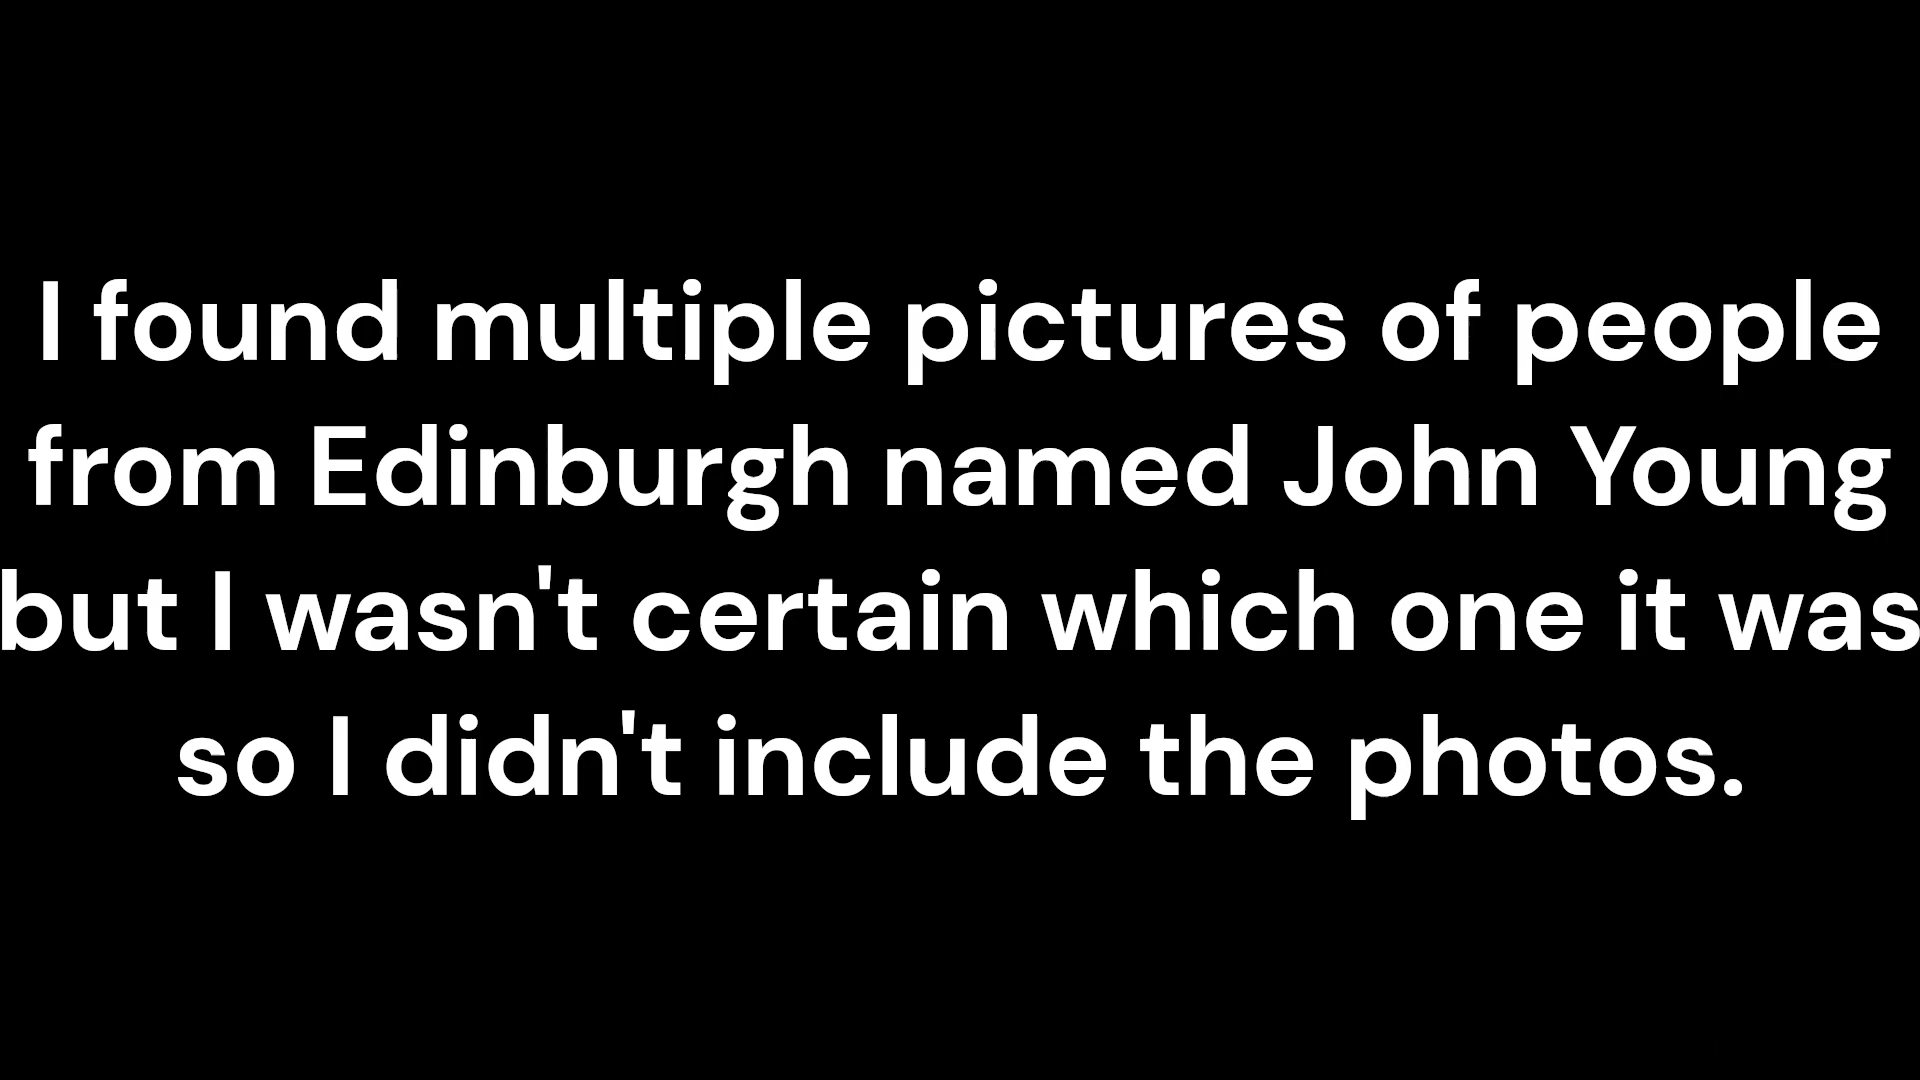 I found multiple pictures of people
from Edinburgh named John Young
but I wasn't certain which one it was
so I didn't include the photos.